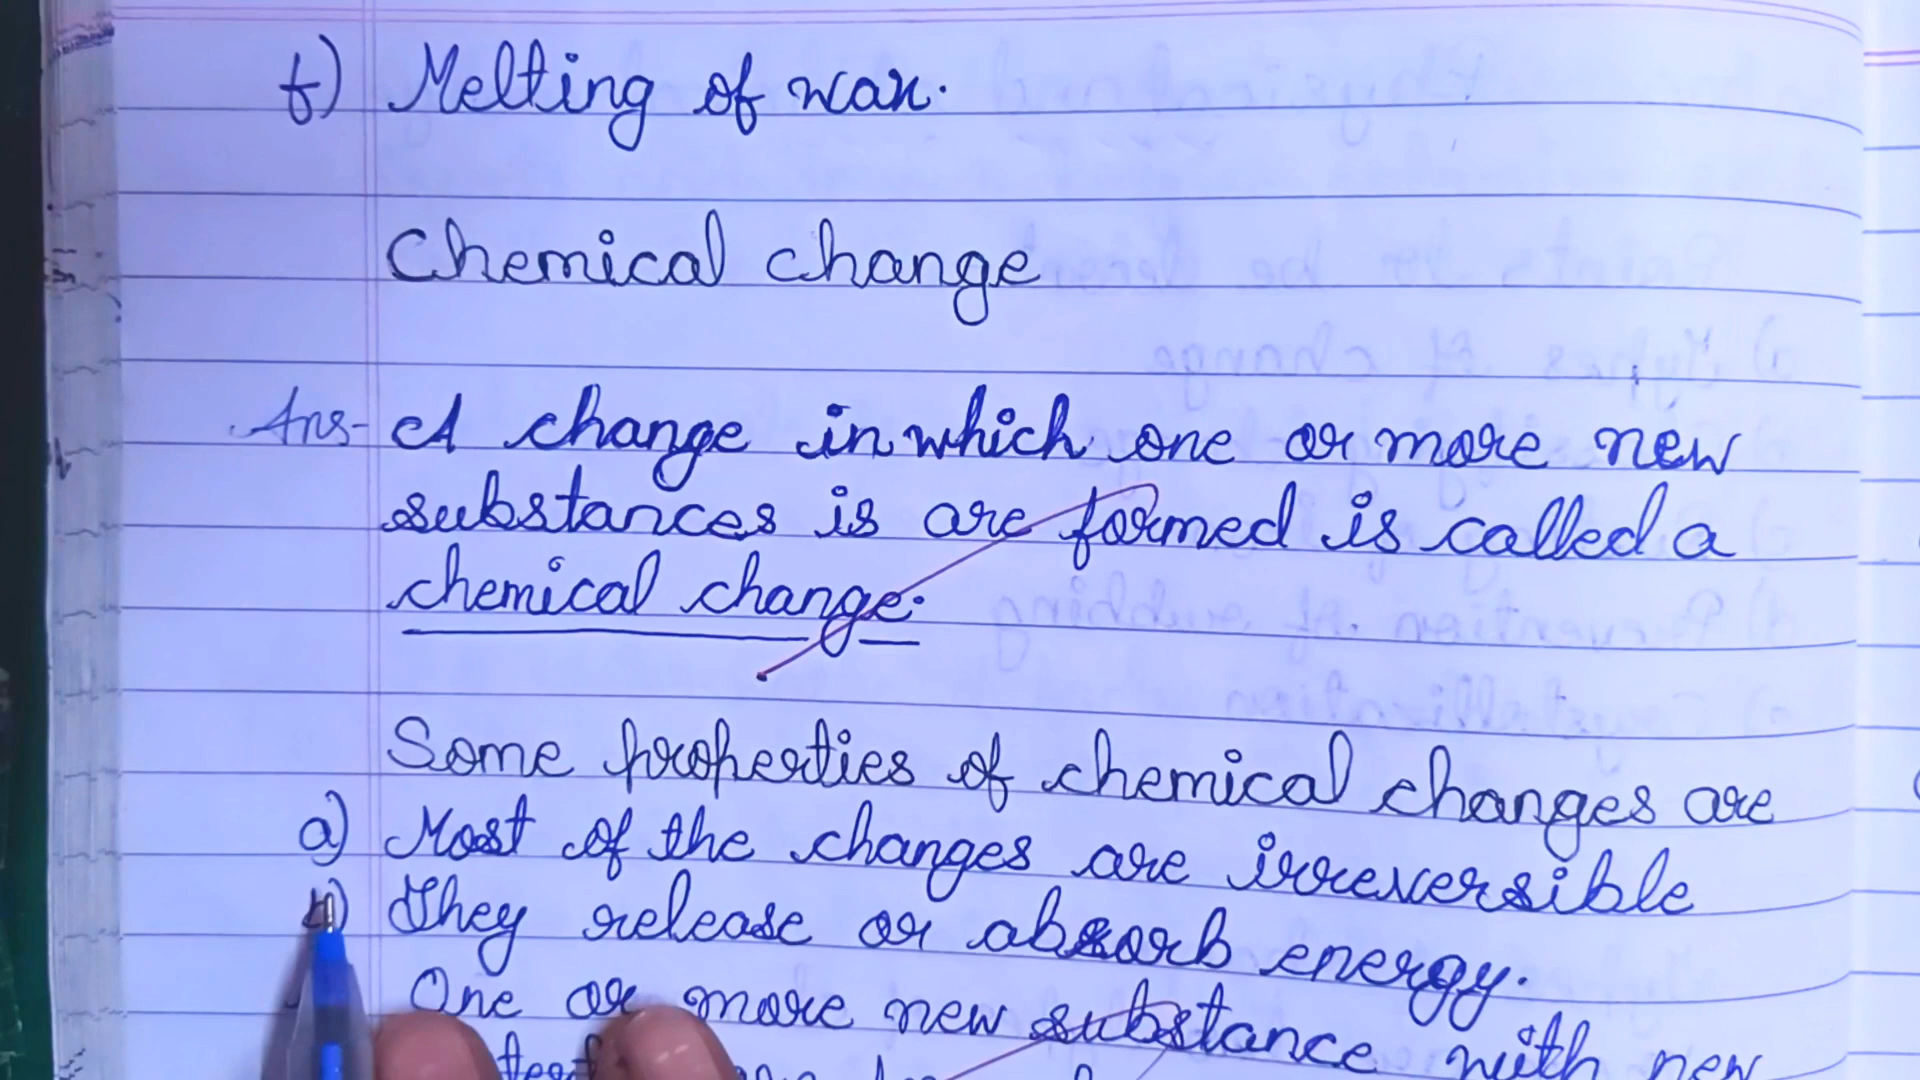 f) Melting of wax.
Chemical change
Ans- A change in which one or more new
substances is are formed is called a
chemical change.
Some properties of chemical changes are
a) Most of the changes are irreversible
They release or absorb energy.
One or more new substance with new